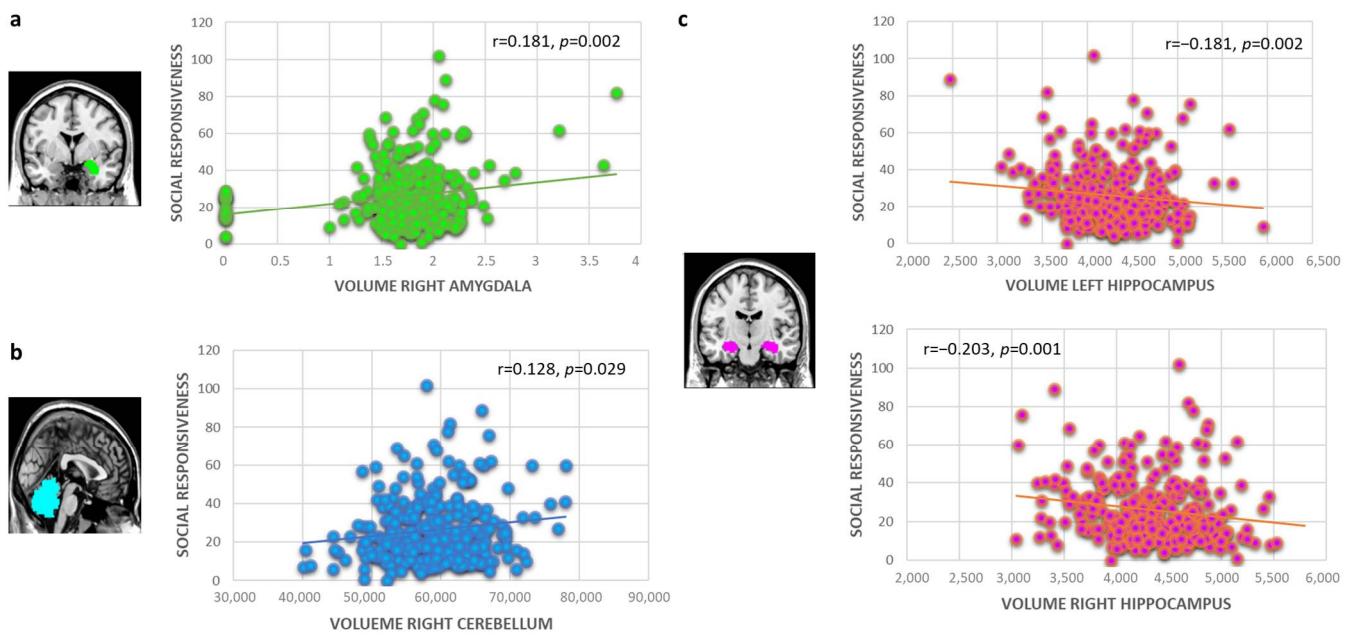 a
r=0.181, p=0.002
SOCIAL RESPONSIVENESS
120
100
80
60
40
20
0
0 0.5 1 1.5 2 2.5 3 3.5 4
VOLUME RIGHT AMYGDALA
b
r=0.128, p=0.029
SOCIAL RESPONSIVENESS
120
100
80
60
40
20
0
30,000 40,000 50,000 60,000 70,000 80,000 90,000
VOLUEME RIGHT CEREBELLUM
c
r=−0.181, p=0.002
SOCIAL RESPONSIVENESS
120
100
80
60
40
20
0
2,000 2,500 3,000 3,500 4,000 4,500 5,000 5,500 6,000 6,500
VOLUME LEFT HIPPOCAMPUS
r=−0.203, p=0.001
SOCIAL RESPONSIVENESS
120
100
80
60
40
20
0
2,000 2,500 3,000 3,500 4,000 4,500 5,000 5,500 6,000
VOLUME RIGHT HIPPOCAMPUS